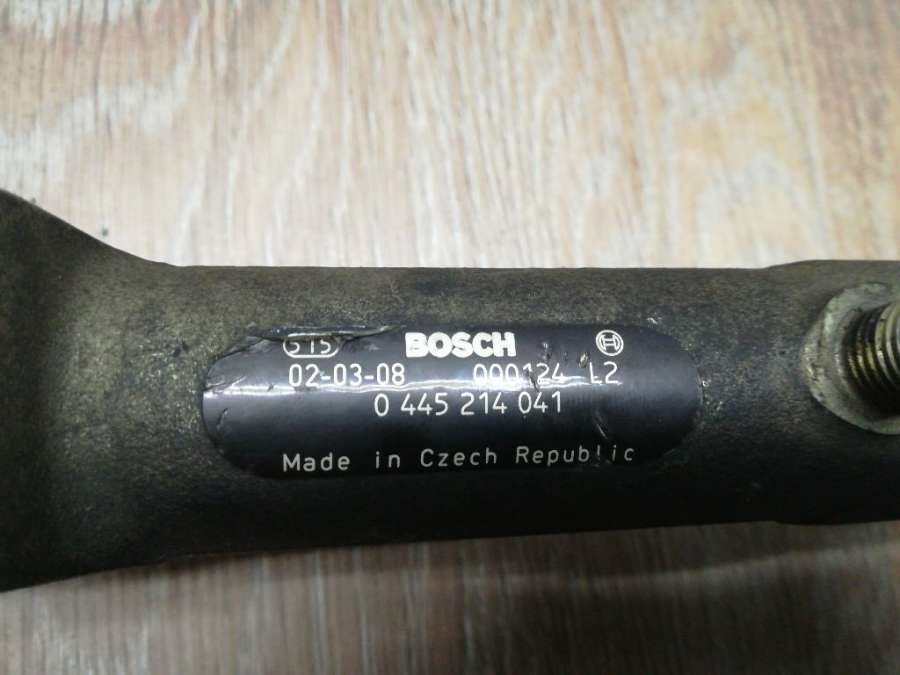 515 BOSCH
02-03-08 000124 L2
0 445 214 041
Made in Czech Republic